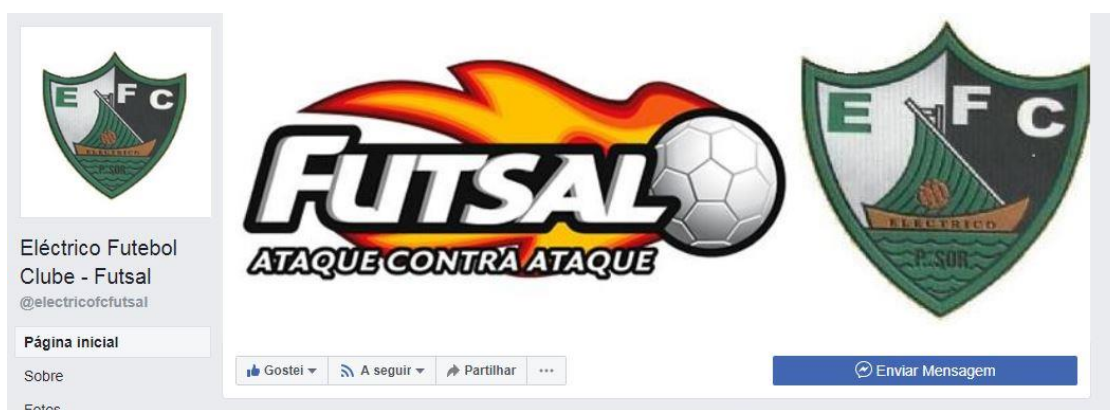 E F C
ELECTRICO
P. SOR
Eléctrico Futebol
Clube - Futsal
@electricofcfutsal
Página inicial
Sobre
Fotos
FUTSAL
ATAQUE CONTRA ATAQUE
E F C
ELECTRICO
P. SOR
Gostei A seguir Partilhar ...
Enviar Mensagem